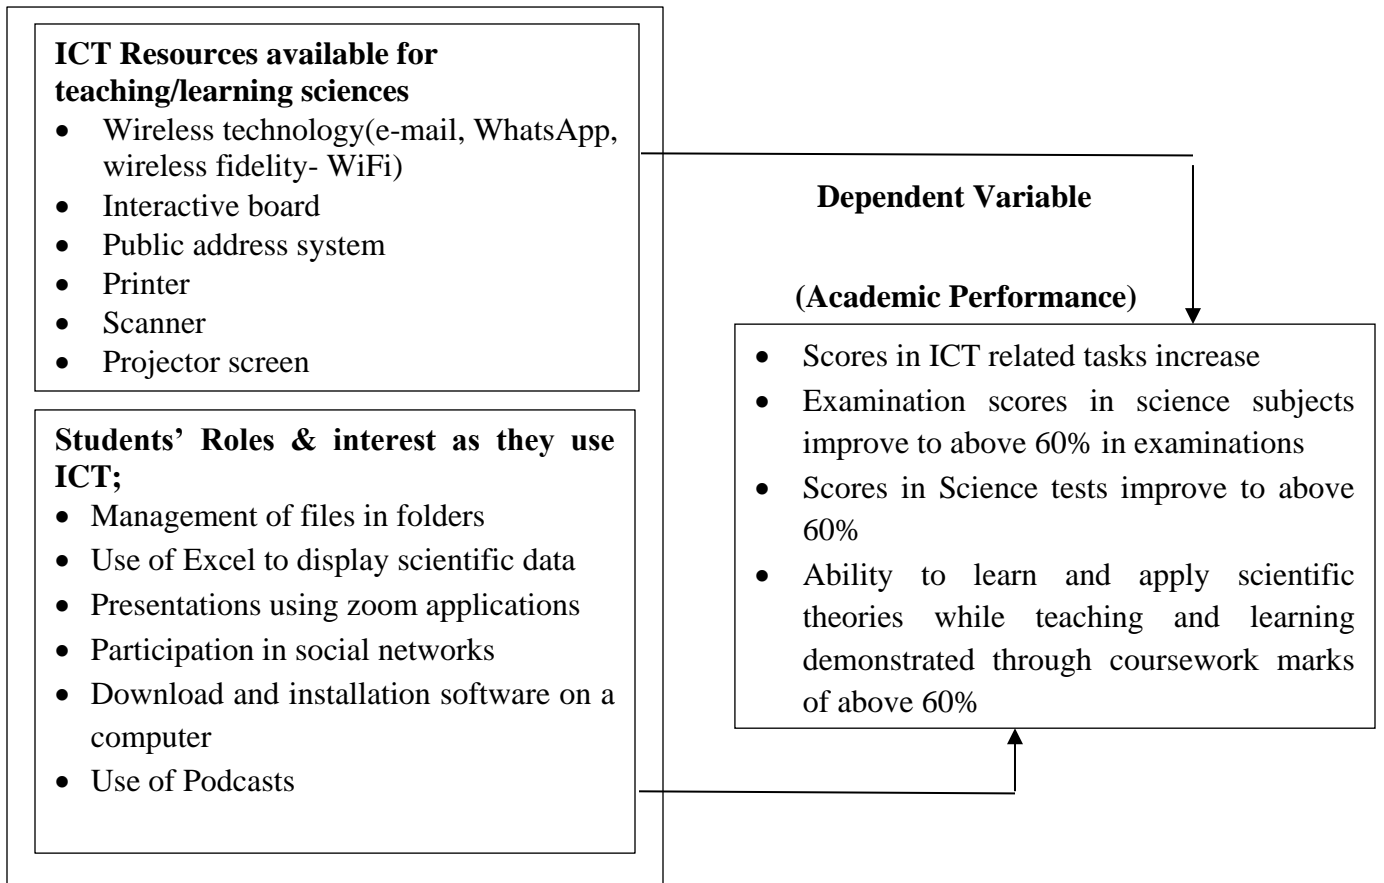 ICT Resources available for
teaching/learning sciences
• Wireless technology(e-mail, WhatsApp,
wireless fidelity- WiFi)
• Interactive board
• Public address system
• Printer
• Scanner
• Projector screen
Students’ Roles & interest as they use
ICT;
• Management of files in folders
• Use of Excel to display scientific data
• Presentations using zoom applications
• Participation in social networks
• Download and installation software on a
computer
• Use of Podcasts
Dependent Variable
(Academic Performance)
• Scores in ICT related tasks increase
• Examination scores in science subjects
improve to above 60% in examinations
• Scores in Science tests improve to above
60%
• Ability to learn and apply scientific
theories while teaching and learning
demonstrated through coursework marks
of above 60%